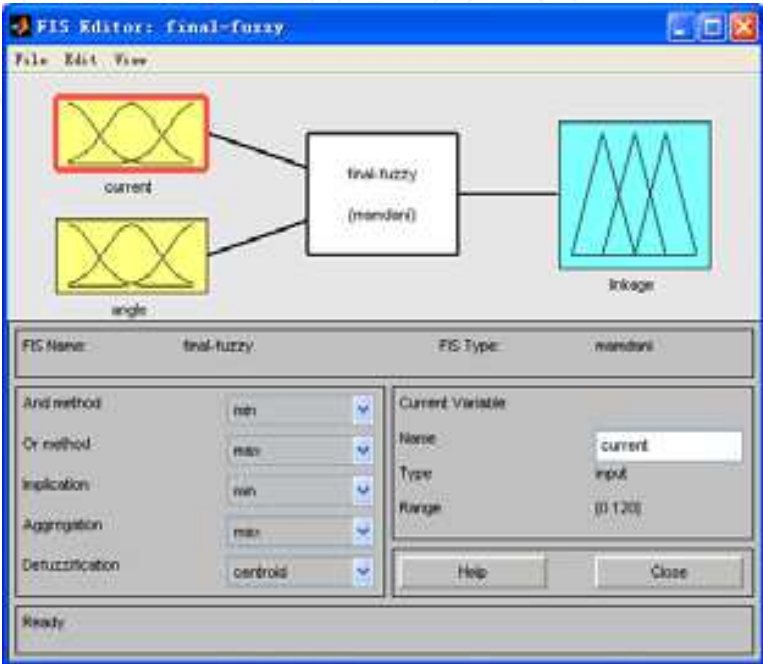 FIS Editor: final-fuzzy
File Edit View
current
final-fuzzy
(mamdani)
angle
linkage
FIS Name: final-fuzzy FIS Type: mamdani
And method min
Or method max
Implication min
Aggregation max
Defuzzification centroid
Current Variable
Name current
Type input
Range [0 120]
Help Close
Ready